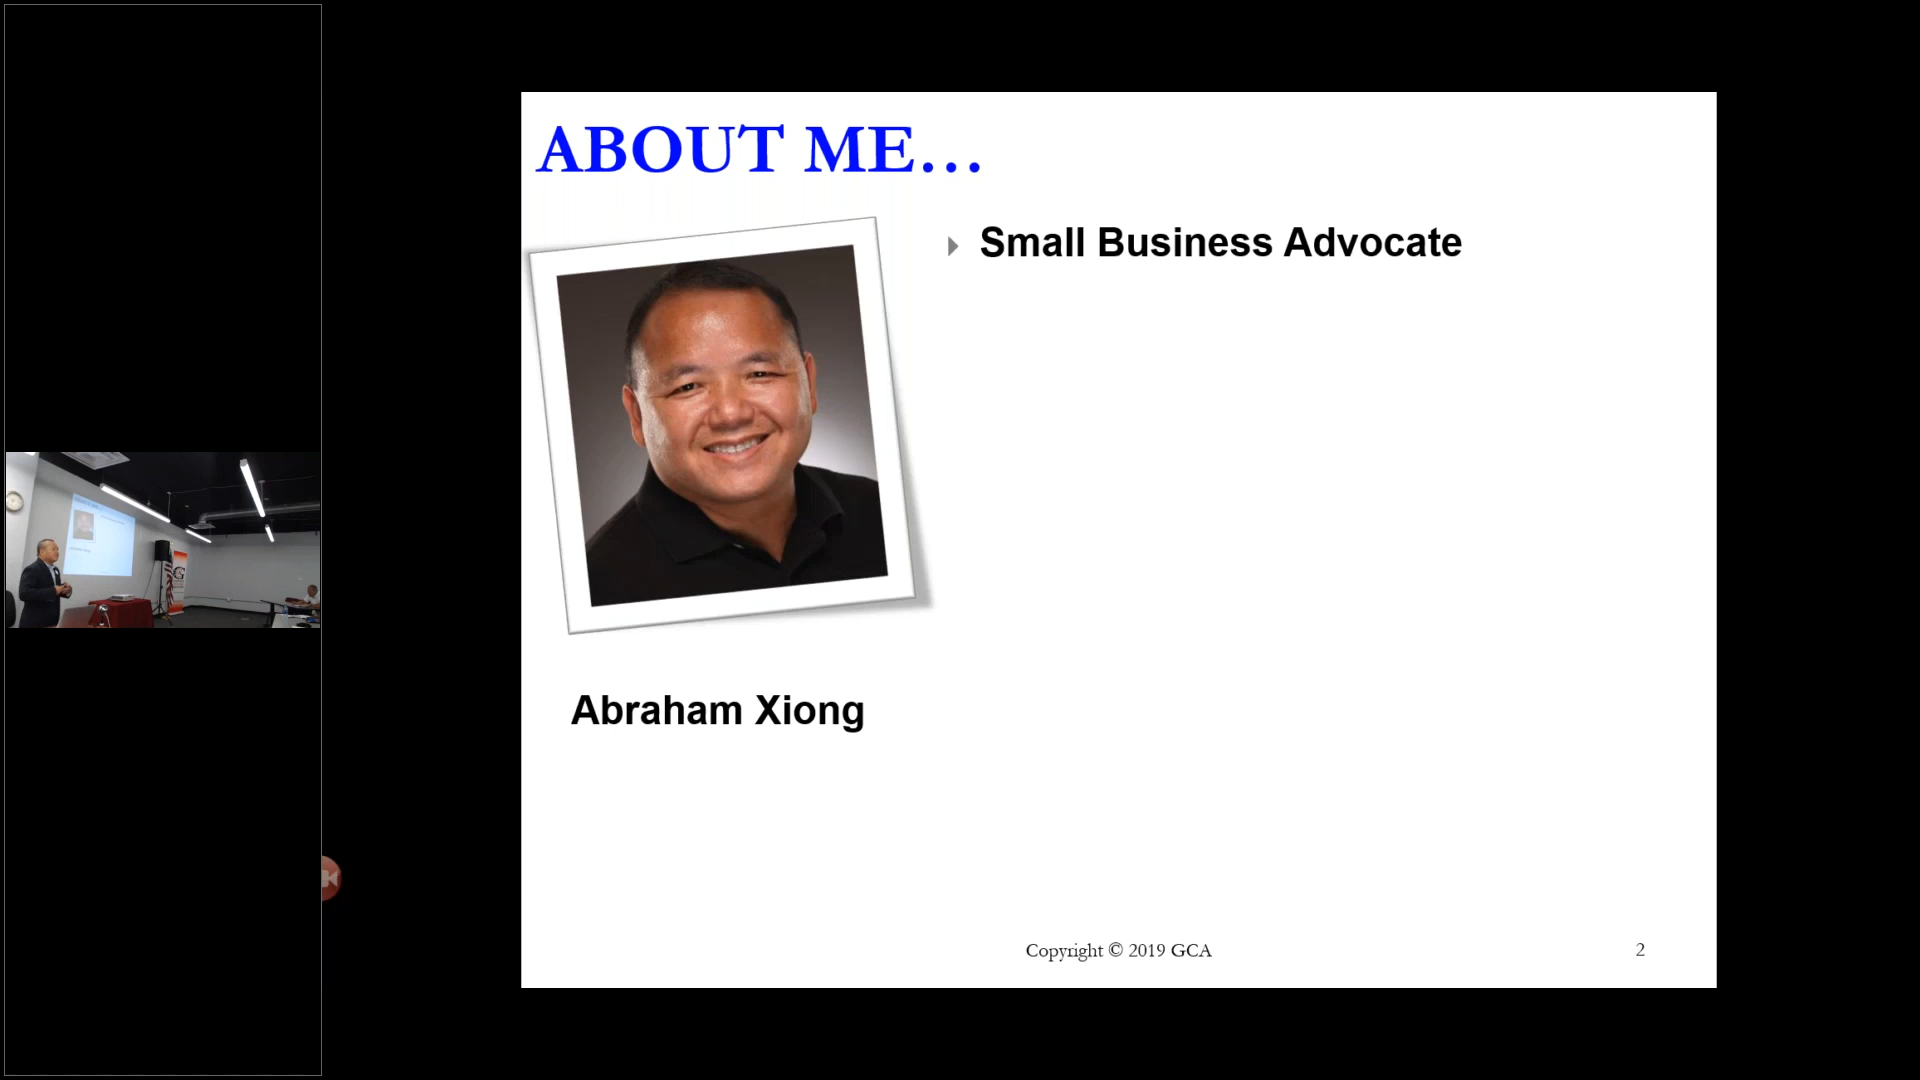 ABOUT ME…
Small Business Advocate
Abraham Xiong
Copyright © 2019 GCA
2